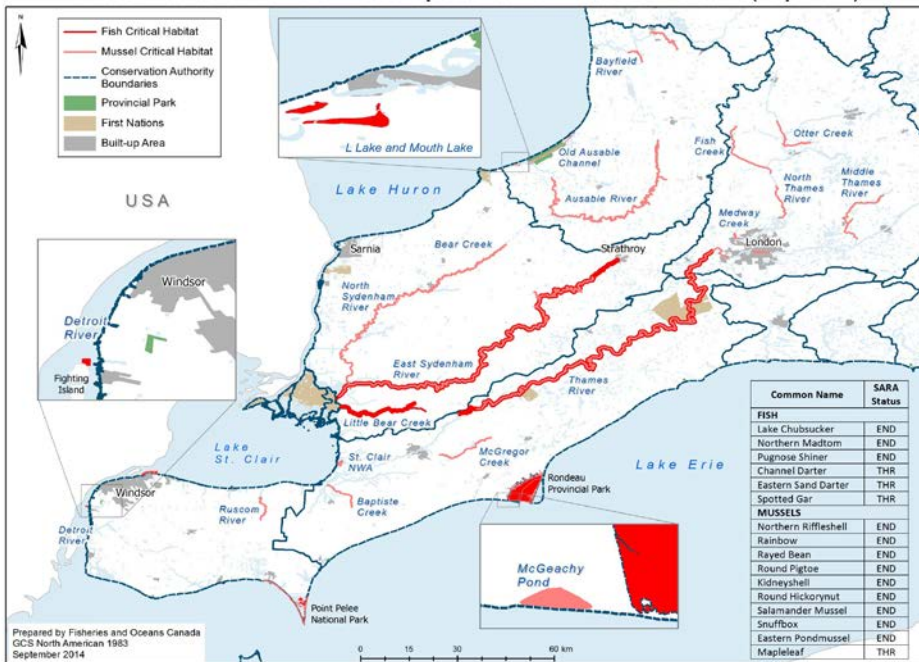 Fish Critical Habitat
Mussel Critical Habitat
Conservation Authority
Boundaries
Provincial Park
First Nations
Built-up Area
L Lake and Mouth Lake
Bayfield
River
Old Ausable
Channel
Fish
Creek
Otter Creek
Ausable River
North
Thames
River
Middle
Thames
River
Medway
Creek
London
USA
Lake Huron
Sarnia
Bear Creek
Strathroy
North
Sydenham
River
East Sydenham
River
Thames
River
Little Bear Creek
Windsor
Detroit
River
Fighting
Island
Lake
St. Clair
St. Clair
NWA
McGregor
Creek
Lake Erie
Rondeau
Provincial Park
Windsor
Detroit
River
Ruscom
River
Baptiste
Creek
McGeachy
Pond
Point Pelee
National Park
Common Name SARA Status
FISH
Lake Chubsucker END
Northern Madtom END
Pugnose Shiner END
Channel Darter THR
Eastern Sand Darter THR
Spotted Gar THR
MUSSELS
Northern Riffleshell END
Rainbow END
Rayed Bean END
Round Pigtoe END
Kidneyshell END
Round Hickorynut END
Salamander Mussel END
Snuffbox END
Eastern Pondmussel END
Mapleleaf THR
Prepared by Fisheries and Oceans Canada
GCS North American 1983
September 2014
0 15 30 60 km